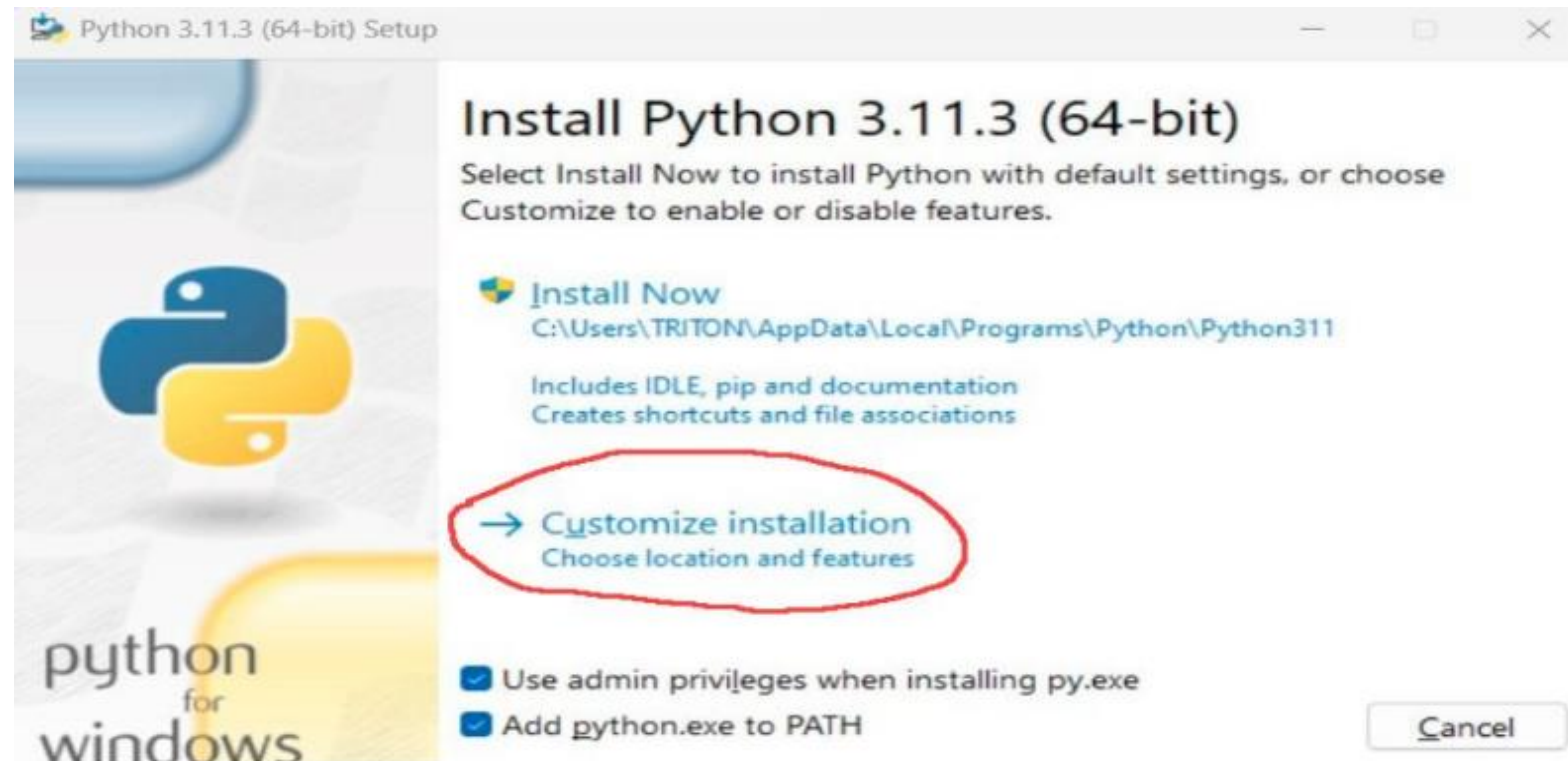 Python 3.11.3 (64-bit) Setup
Install Python 3.11.3 (64-bit)
Select Install Now to install Python with default settings, or choose
Customize to enable or disable features.
Install Now
C:\Users\TRITON\AppData\Local\Programs\Python\Python311
Includes IDLE, pip and documentation
Creates shortcuts and file associations
Customize installation
Choose location and features
python
for
windows
Use admin privileges when installing py.exe
Add python.exe to PATH
Cancel